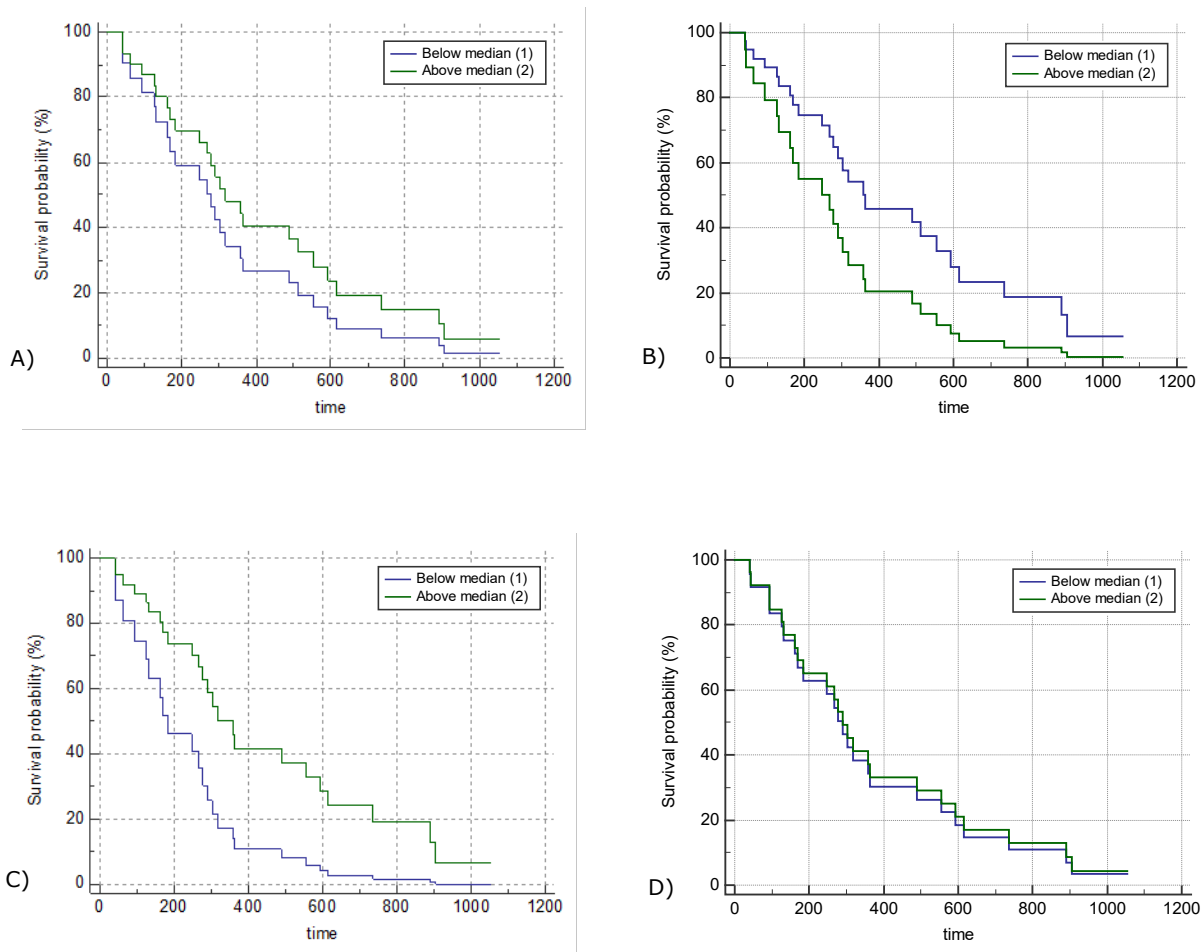 100
80
60
40
20
0
Survival probability (%)
Below median (1)
Above median (2)
0 200 400 600 800 1000 1200
time
A)
100
80
60
40
20
0
Survival probability (%)
Below median (1)
Above median (2)
0 200 400 600 800 1000 1200
time
B)
100
80
60
40
20
0
Survival probability (%)
Below median (1)
Above median (2)
0 200 400 600 800 1000 1200
time
C)
100
80
60
40
20
0
Survival probability (%)
Below median (1)
Above median (2)
0 200 400 600 800 1000 1200
time
D)